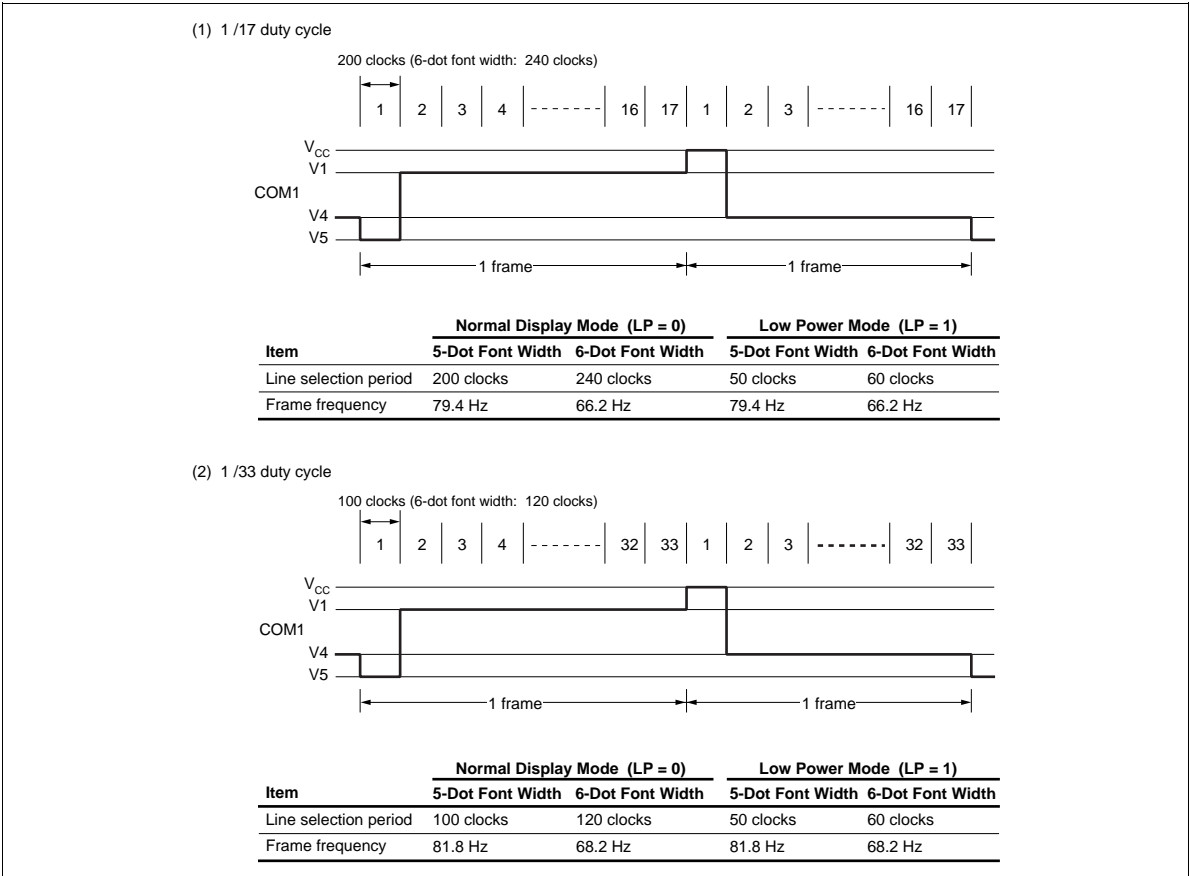 (1) 1 /17 duty cycle
200 clocks (6-dot font width: 240 clocks)
1 2 3 4 16 17 1 2 3 16 17
VCC
V1
COM1
V4
V5
1 frame 1 frame
Normal Display Mode (LP = 0) Low Power Mode (LP = 1)
Item 5-Dot Font Width 6-Dot Font Width 5-Dot Font Width 6-Dot Font Width
Line selection period 200 clocks 240 clocks 50 clocks 60 clocks
Frame frequency 79.4 Hz 66.2 Hz 79.4 Hz 66.2 Hz
(2) 1 /33 duty cycle
100 clocks (6-dot font width: 120 clocks)
1 2 3 4 32 33 1 2 3 32 33
VCC
V1
COM1
V4
V5
1 frame 1 frame
Normal Display Mode (LP = 0) Low Power Mode (LP = 1)
Item 5-Dot Font Width 6-Dot Font Width 5-Dot Font Width 6-Dot Font Width
Line selection period 100 clocks 120 clocks 50 clocks 60 clocks
Frame frequency 81.8 Hz 68.2 Hz 81.8 Hz 68.2 Hz